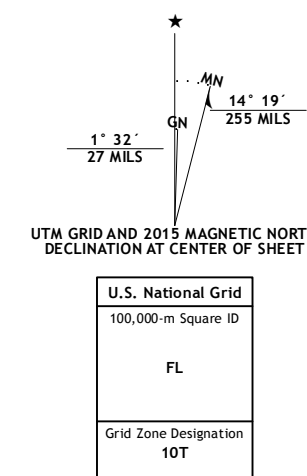 ★
MN
14° 19´
255 MILS
GN
1° 32´
27 MILS
UTM GRID AND 2015 MAGNETIC NORT
DECLINATION AT CENTER OF SHEET
U.S. National Grid
100,000-m Square ID
FL
Grid Zone Designation
10T